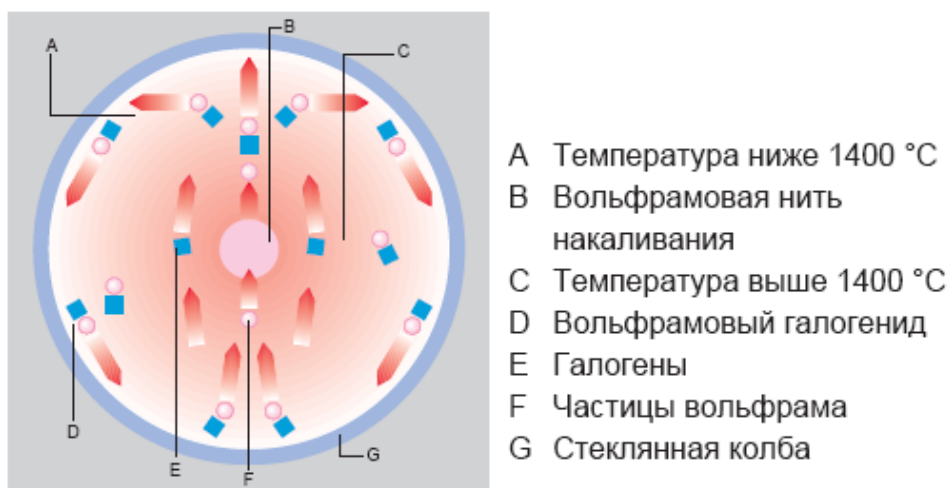 B
A
C
D
E
F
G
A Температура ниже 1400 °C
B Вольфрамовая нить
накаливания
C Температура выше 1400 °C
D Вольфрамовый галогенид
E Галогены
F Частицы вольфрама
G Стеклянная колба